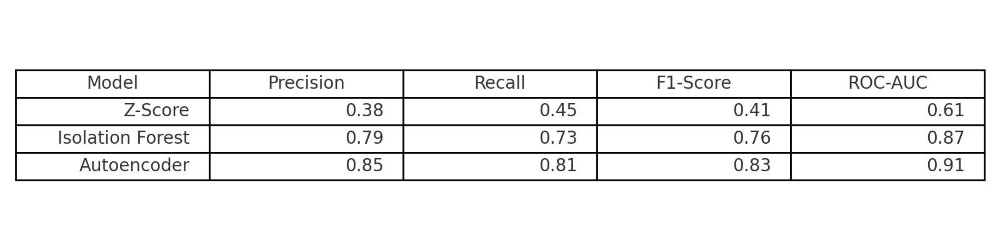 Model Precision Recall F1-Score ROC-AUC
Z-Score 0.38 0.45 0.41 0.61
Isolation Forest 0.79 0.73 0.76 0.87
Autoencoder 0.85 0.81 0.83 0.91